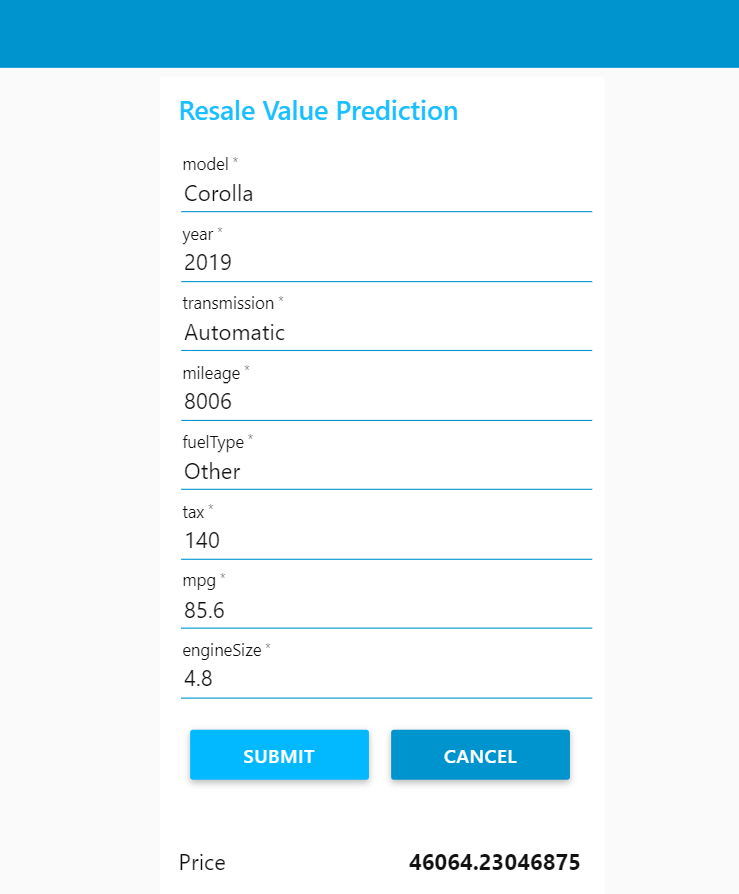 Resale Value Prediction
model *
Corolla
year *
2019
transmission *
Automatic
mileage *
8006
fuelType *
Other
tax *
140
mpg *
85.6
engineSize *
4.8
SUBMIT CANCEL
Price 46064.23046875